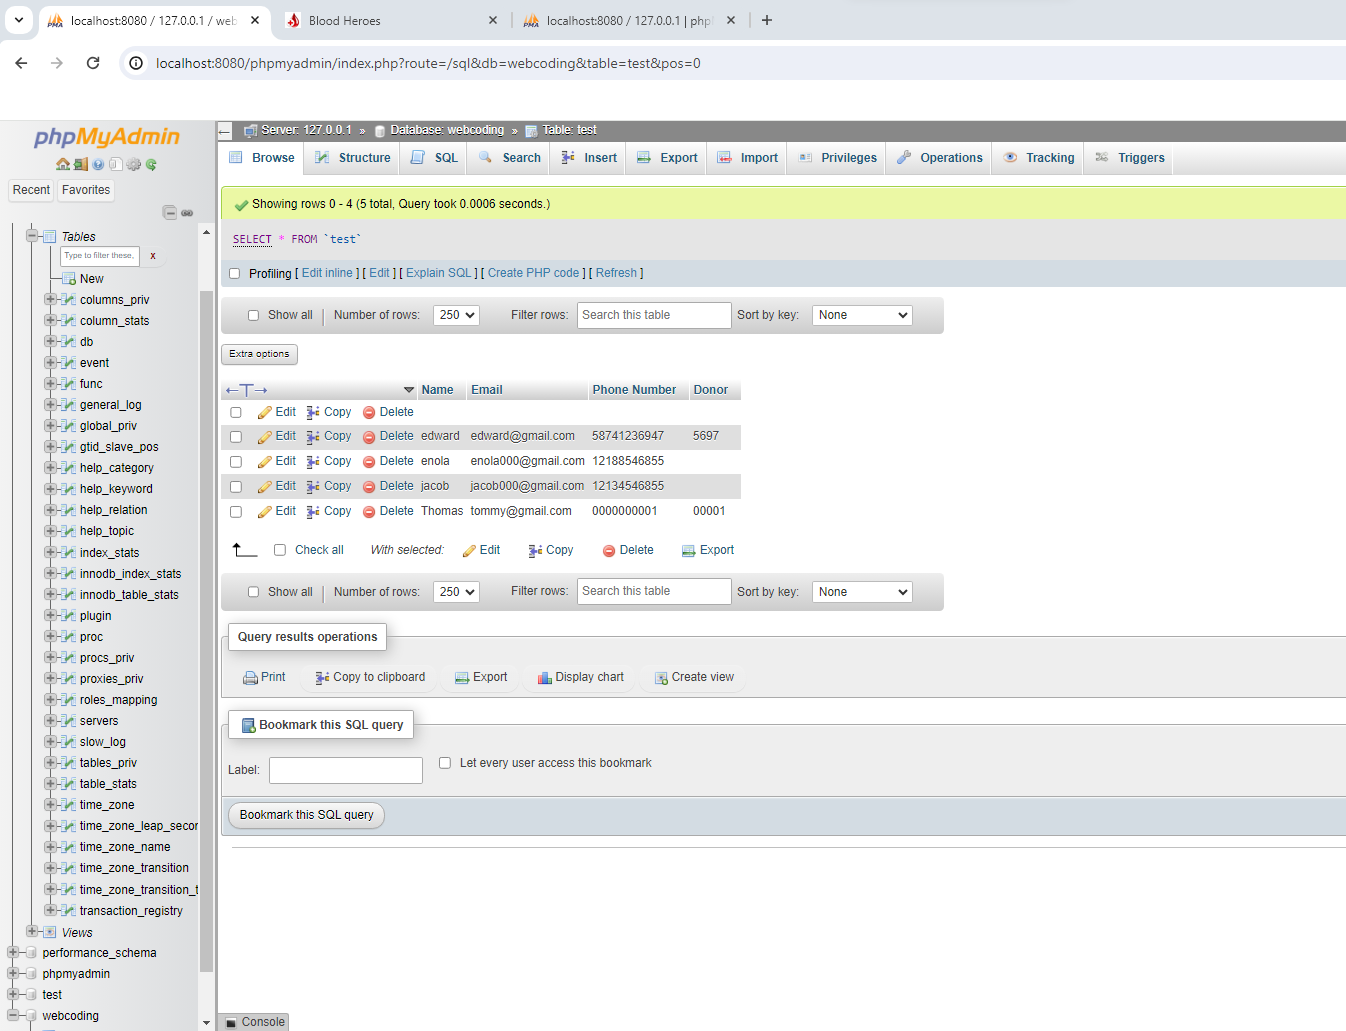 localhost:8080 / 127.0.0.1 / web
Blood Heroes
localhost:8080 / 127.0.0.1 | php
localhost:8080/phpmyadmin/index.php?route=/sql&db=webcoding&table=test&pos=0
phpMyAdmin
Recent
Favorites
Tables
Type to filter these,
x
New
columns_priv
column_stats
db
event
func
general_log
global_priv
gtid_slave_pos
help_category
help_keyword
help_relation
help_topic
index_stats
innodb_index_stats
innodb_table_stats
plugin
proc
procs_priv
proxies_priv
roles_mapping
servers
slow_log
tables_priv
table_stats
time_zone
time_zone_leap_secor
time_zone_name
time_zone_transition
time_zone_transition_t
transaction_registry
Views
performance_schema
phpmyadmin
test
webcoding
Server: 127.0.0.1 » Database: webcoding » Table: test
Browse Structure SQL Search Insert Export Import Privileges Operations Tracking Triggers
Showing rows 0 - 4 (5 total, Query took 0.0006 seconds.)
SELECT * FROM `test`
Profiling [ Edit inline ] [ Edit ] [ Explain SQL ] [ Create PHP code ] [ Refresh ]
Show all Number of rows: 250 Filter rows: Search this table Sort by key: None
Extra options
←T→ Name Email Phone Number Donor
Edit Copy Delete
Edit Copy Delete edward edward@gmail.com 58741236947 5697
Edit Copy Delete enola enola000@gmail.com 12188546855
Edit Copy Delete jacob jacob000@gmail.com 12134546855
Edit Copy Delete Thomas tommy@gmail.com 0000000001 00001
Check all With selected: Edit Copy Delete Export
Show all Number of rows: 250 Filter rows: Search this table Sort by key: None
Query results operations
Print Copy to clipboard Export Display chart Create view
Bookmark this SQL query
Label: Let every user access this bookmark
Bookmark this SQL query
Console